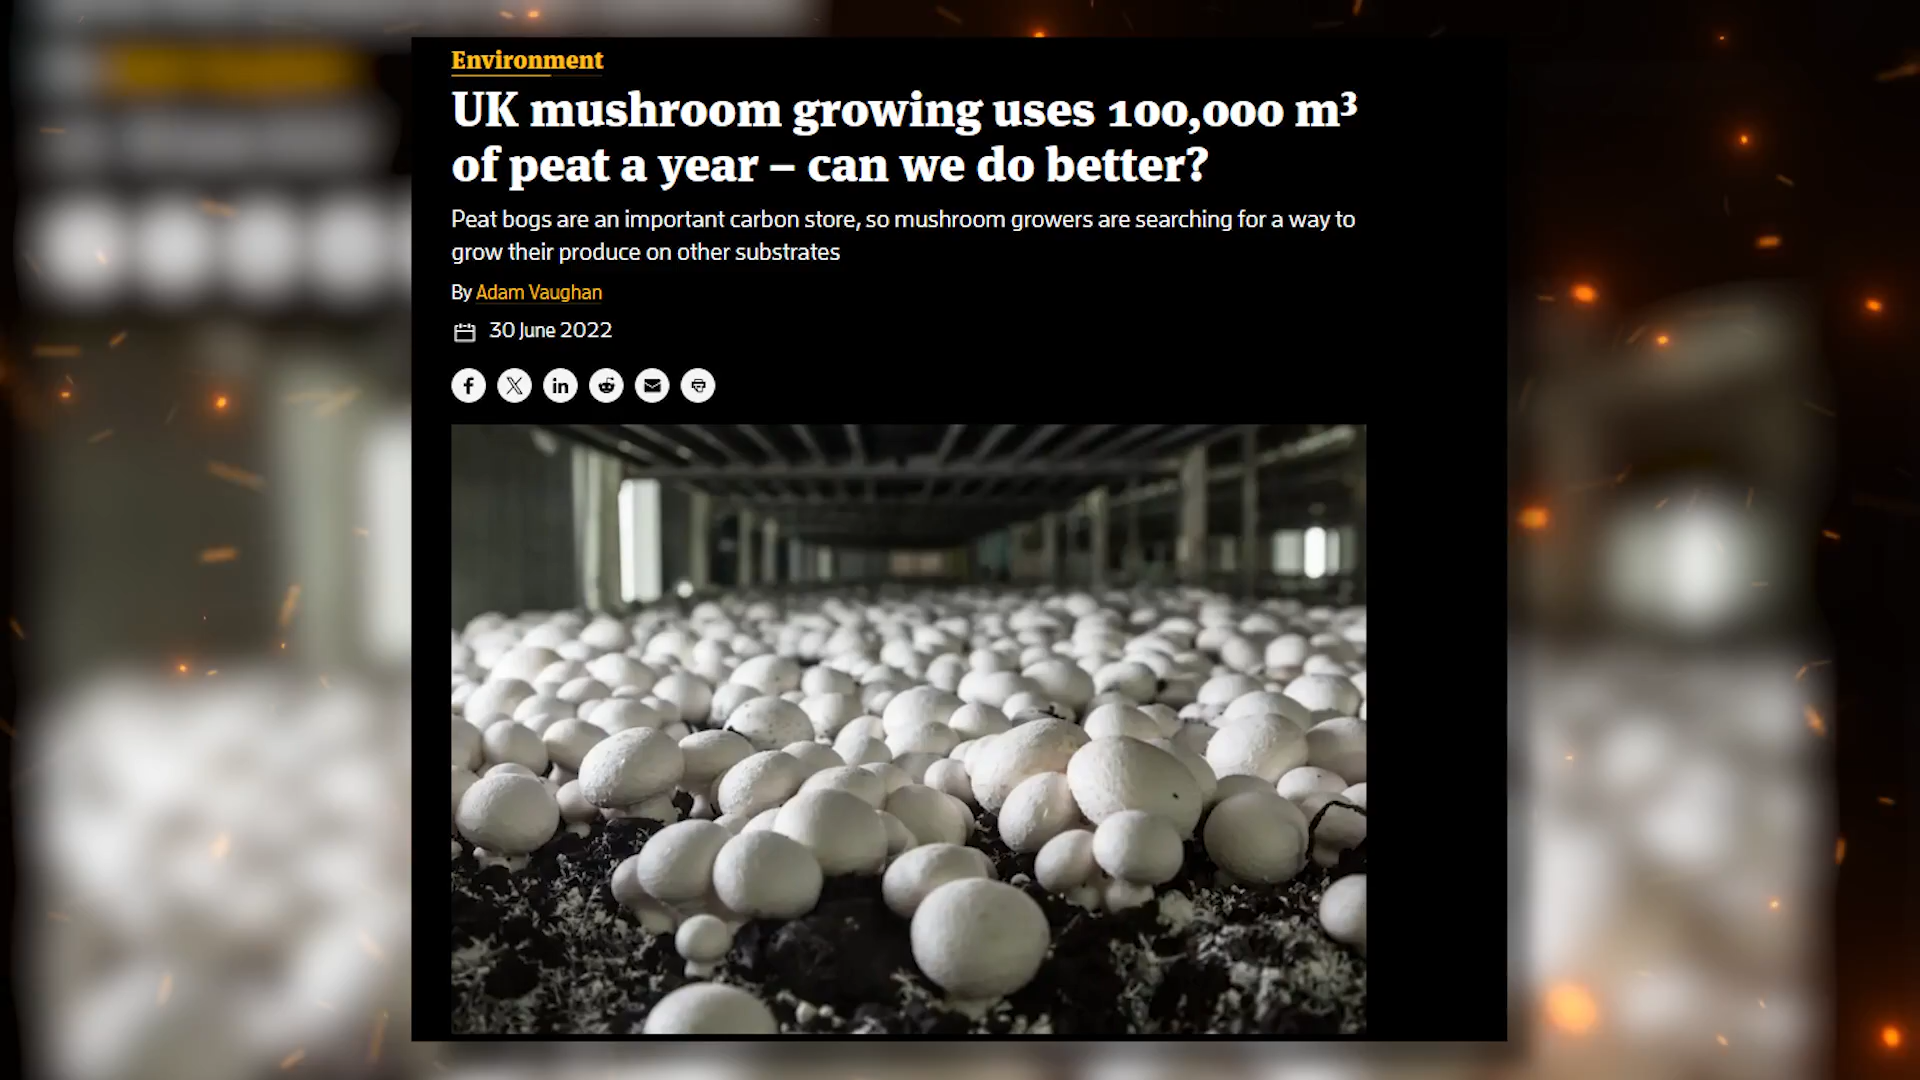 Environment
UK mushroom growing uses 100,000 m³
of peat a year – can we do better?
Peat bogs are an important carbon store, so mushroom growers are searching for a way to
grow their produce on other substrates
By Adam Vaughan
30 June 2022